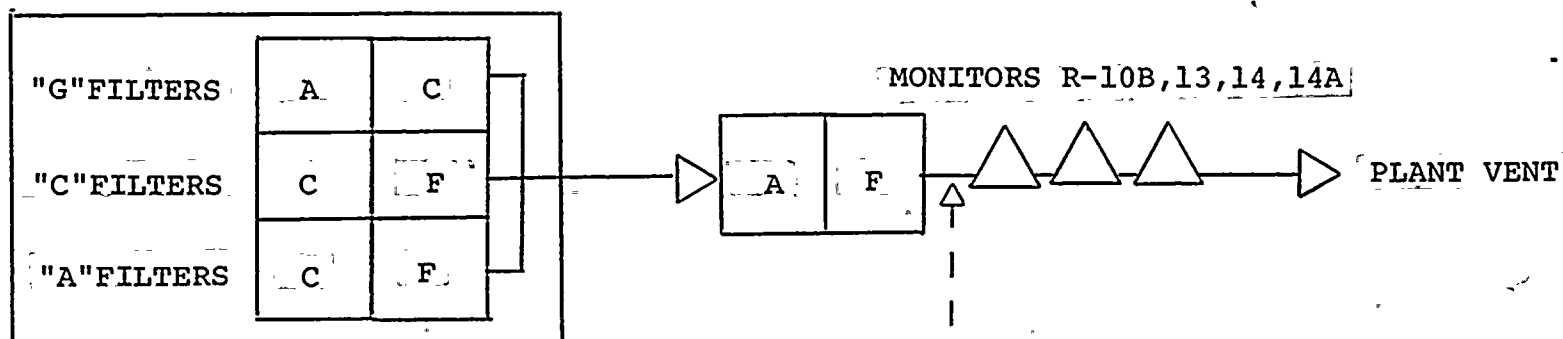 MONITORS R-10B,13,14,14A
"G"FILTERS A C
"C"FILTERS C F
"A"FILTERS C F
A F
PLANT VENT